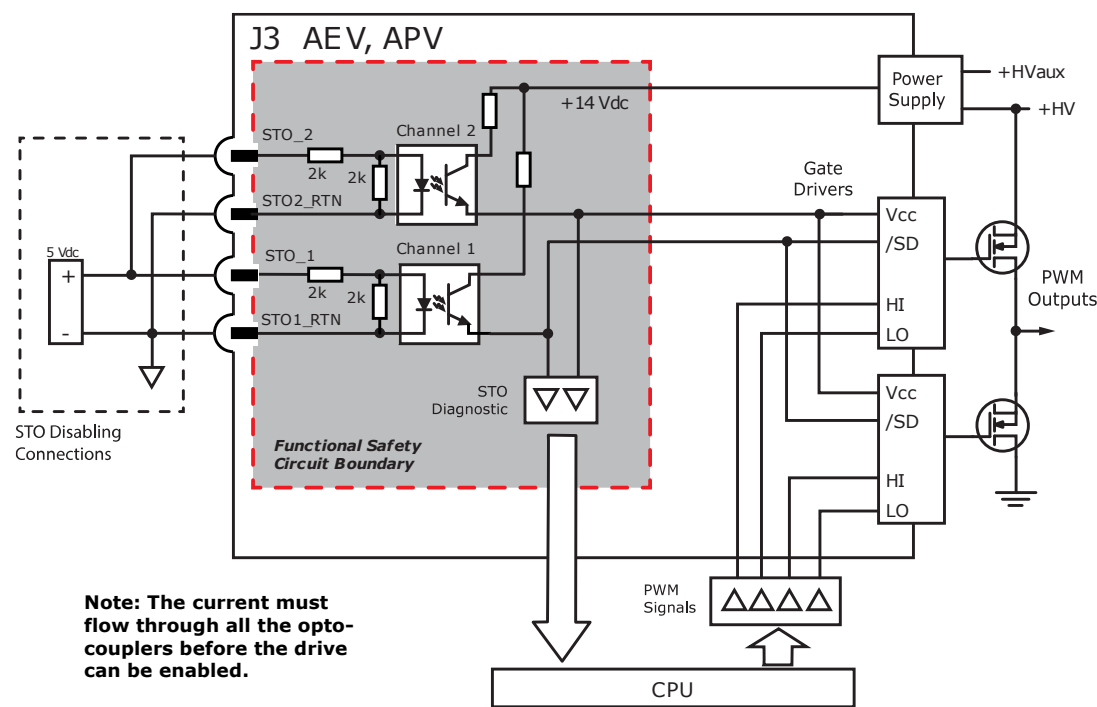 J3 AEV, APV
Power
Supply
+HVaux
+HV
+14 Vdc
STO_2
Channel 2
2k
2k
STO2_RTN
Gate
Drivers
Vcc
/SD
HI
LO
PWM
Outputs
5 Vdc
+
-
STO_1
Channel 1
2k
2k
STO1_RTN
STO
Diagnostic
Vcc
/SD
HI
LO
STO Disabling
Connections
Functional Safety
Circuit Boundary
PWM
Signals
Note: The current must
flow through all the opto-
couplers before the drive
can be enabled.
CPU